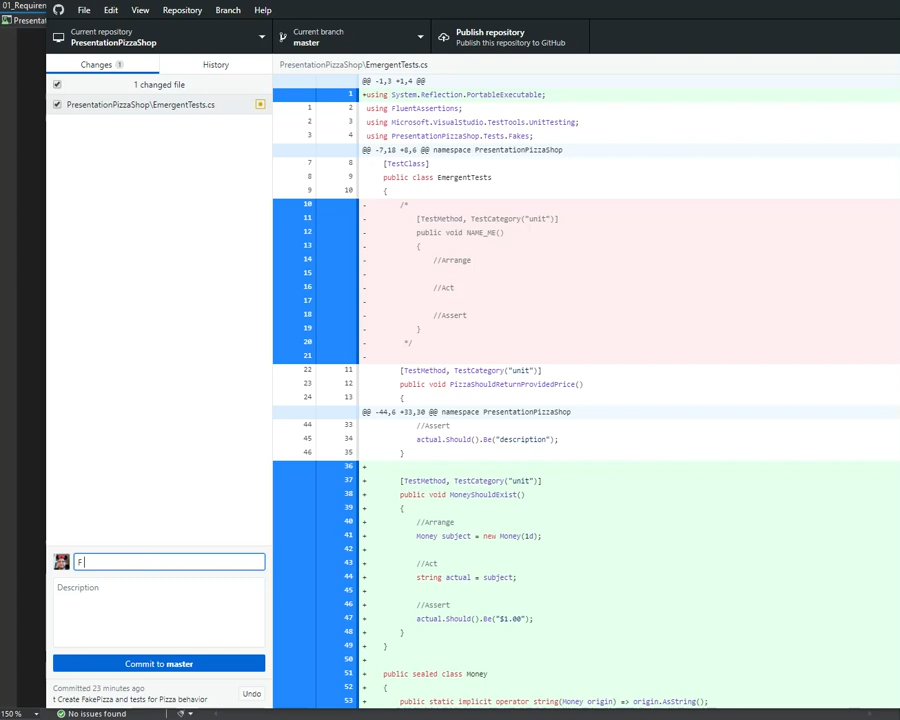 01_Requiren
File Edit View Repository Branch Help
Presentat
Current repository
PresentationPizzaShop
Current branch
master
Publish repository
Publish this repository to GitHub
Changes 1
History
PresentationPizzaShop\EmergentTests.cs
1 changed file
PresentationPizzaShop\EmergentTests.cs
@@ -1,3 +1,4 @@
1 +using System.Reflection.PortableExecutable;
1 2 using FluentAssertions;
2 3 using Microsoft.VisualStudio.TestTools.UnitTesting;
3 4 using PresentationPizzaShop.Tests.Fakes;
@@ -7,18 +8,6 @@ namespace PresentationPizzaShop
7 8 [TestClass]
8 9 public class EmergentTests
9 10 {
10 - /*
11 - [TestMethod, TestCategory("unit")]
12 - public void NAME_ME()
13 - {
14 - //Arrange
15 -
16 - //Act
17 -
18 - //Assert
19 - }
20 - */
21 -
22 11 [TestMethod, TestCategory("unit")]
23 12 public void PizzaShouldReturnProvidedPrice()
24 13 {
@@ -44,6 +33,30 @@ namespace PresentationPizzaShop
44 33 //Assert
45 34 actual.Should().Be("description");
46 35 }
36 +
37 + [TestMethod, TestCategory("unit")]
38 + public void MoneyShouldExist()
39 + {
40 + //Arrange
41 + Money subject = new Money(1d);
42 +
43 + //Act
44 + string actual = subject;
45 +
46 + //Assert
47 + actual.Should().Be("$1.00");
48 + }
49 + }
50 +
51 + public sealed class Money
52 + {
53 + public static implicit operator string(Money origin) => origin.AsString();
F
Description
Commit to master
Committed 23 minutes ago
t Create FakePizza and tests for Pizza behavior
Undo
150 %
No issues found